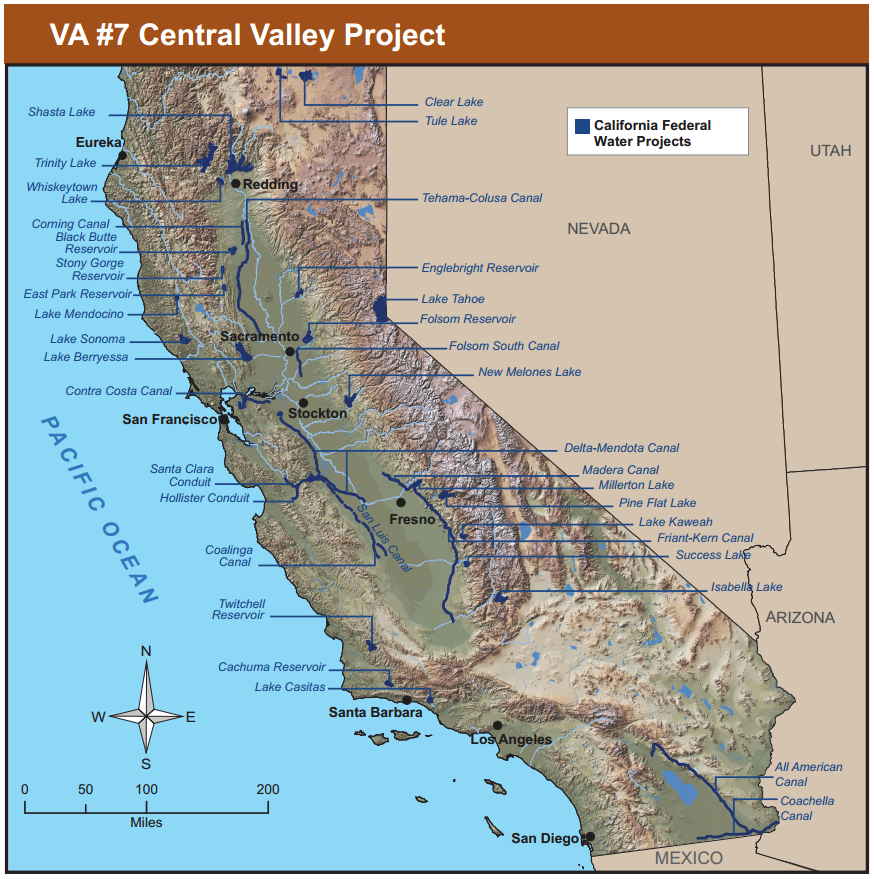 VA #7 Central Valley Project
Clear Lake
Tule Lake
Shasta Lake
Eureka
Trinity Lake
Redding
Whiskeytown
Lake
California Federal
Water Projects
UTAH
Tehama-Colusa Canal
NEVADA
Corning Canal
Black Butte
Reservoir
Stony Gorge
Reservoir
East Park Reservoir
Lake Mendocino
Englebright Reservoir
Lake Tahoe
Folsom Reservoir
Lake Sonoma
Sacramento
Folsom South Canal
Lake Berryessa
New Melones Lake
Contra Costa Canal
San Francisco
Stockton
PACIFIC OCEAN
Delta-Mendota Canal
Madera Canal
Millerton Lake
Pine Flat Lake
Lake Kaweah
Friant-Kern Canal
Success Lake
Isabella Lake
Santa Clara
Conduit
Hollister Conduit
San Luis Canal
Fresno
Coalinga
Canal
Twitchell
Reservoir
ARIZONA
Cachuma Reservoir
Lake Casitas
Santa Barbara
Los Angeles
N
W
E
S
0
50
100
200
Miles
All American
Canal
Coachella
Canal
San Diego
MEXICO